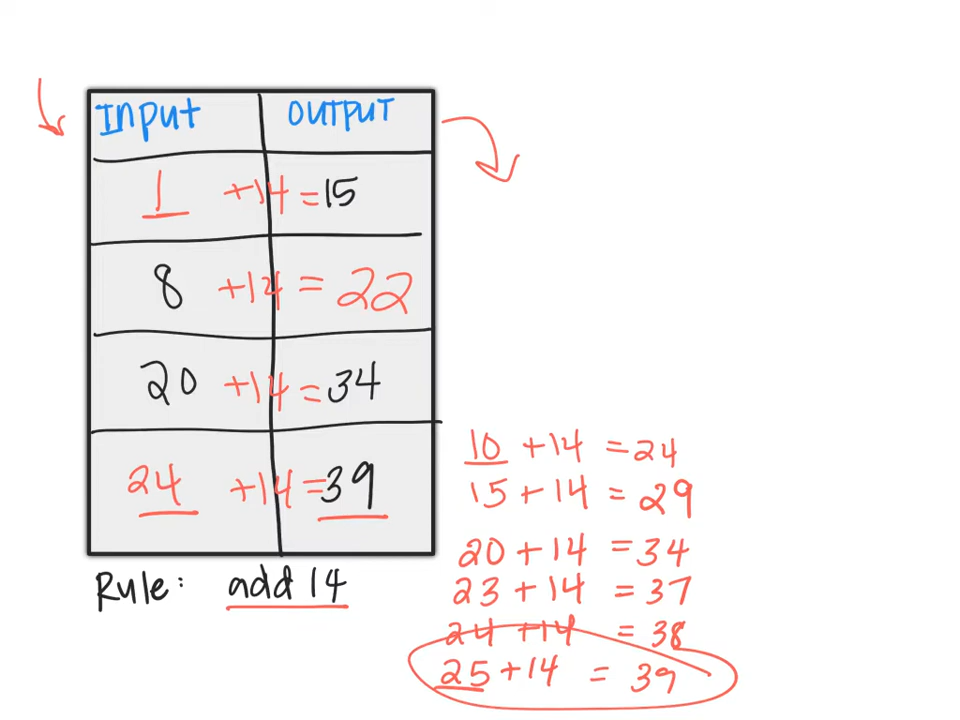 Input OUTPUT
1 +14 = 15
8 +14 = 22
20 +14 = 34
24 +14 = 39
Rule: add 14
10 +14 = 24
15 + 14 = 29
20 + 14 = 34
23 + 14 = 37
24 +14 = 38
25 +14 = 39